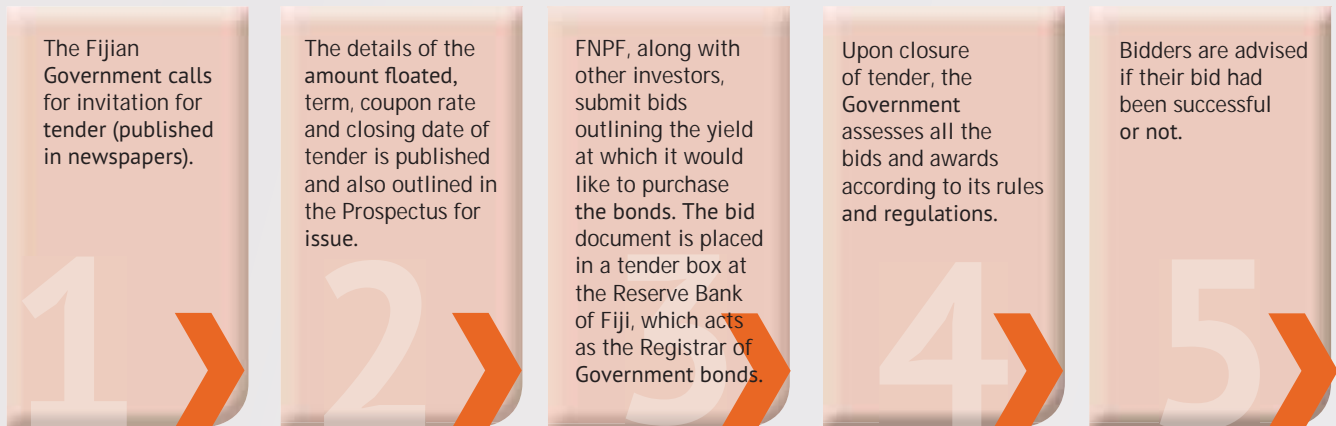 The Fijian
Government calls
for invitation for
tender (published
in newspapers).
1
The details of the
amount floated,
term, coupon rate
and closing date of
tender is published
and also outlined in
the Prospectus for
issue.
2
FNPF, along with
other investors,
submit bids
outlining the yield
at which it would
like to purchase
the bonds. The bid
document is placed
in a tender box at
the Reserve Bank
of Fiji, which acts
as the Registrar of
Government bonds.
3
Upon closure
of tender, the
Government
assesses all the
bids and awards
according to its rules
and regulations.
4
Bidders are advised
if their bid had
been successful
or not.
5